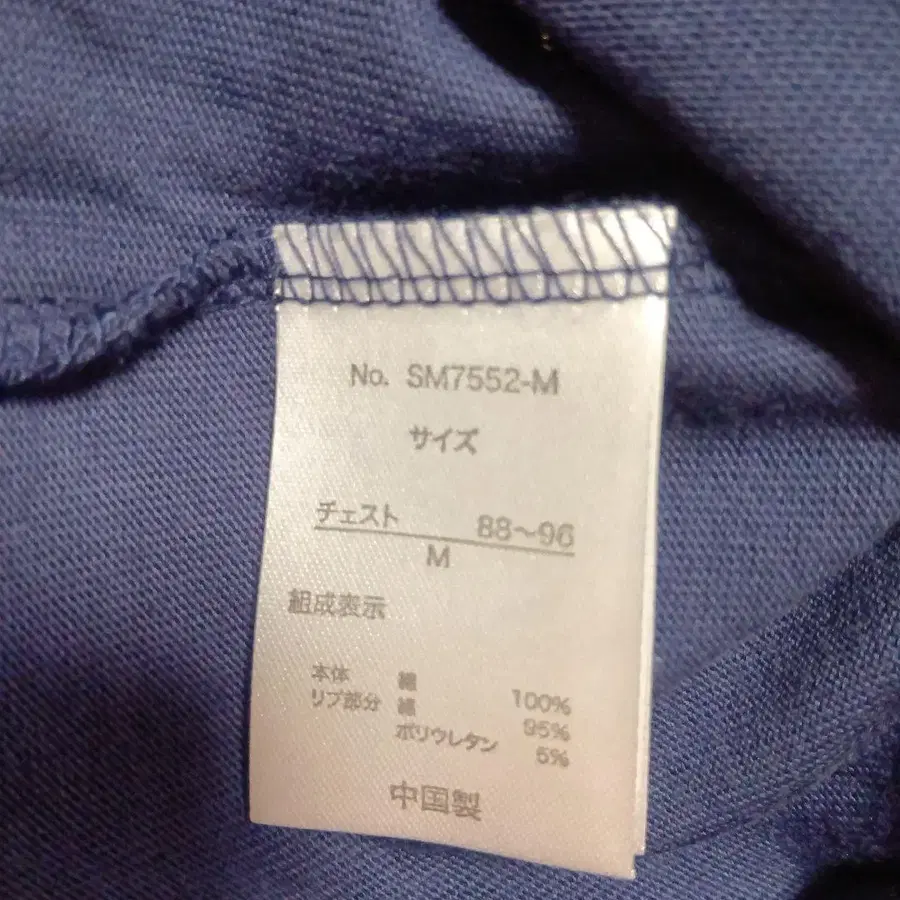 No. SM7552-M
サイズ
チェスト 88〜96
M
組成表示
本体 綿 100%
リブ部分 綿 95%
ポリウレタン 5%
中国製